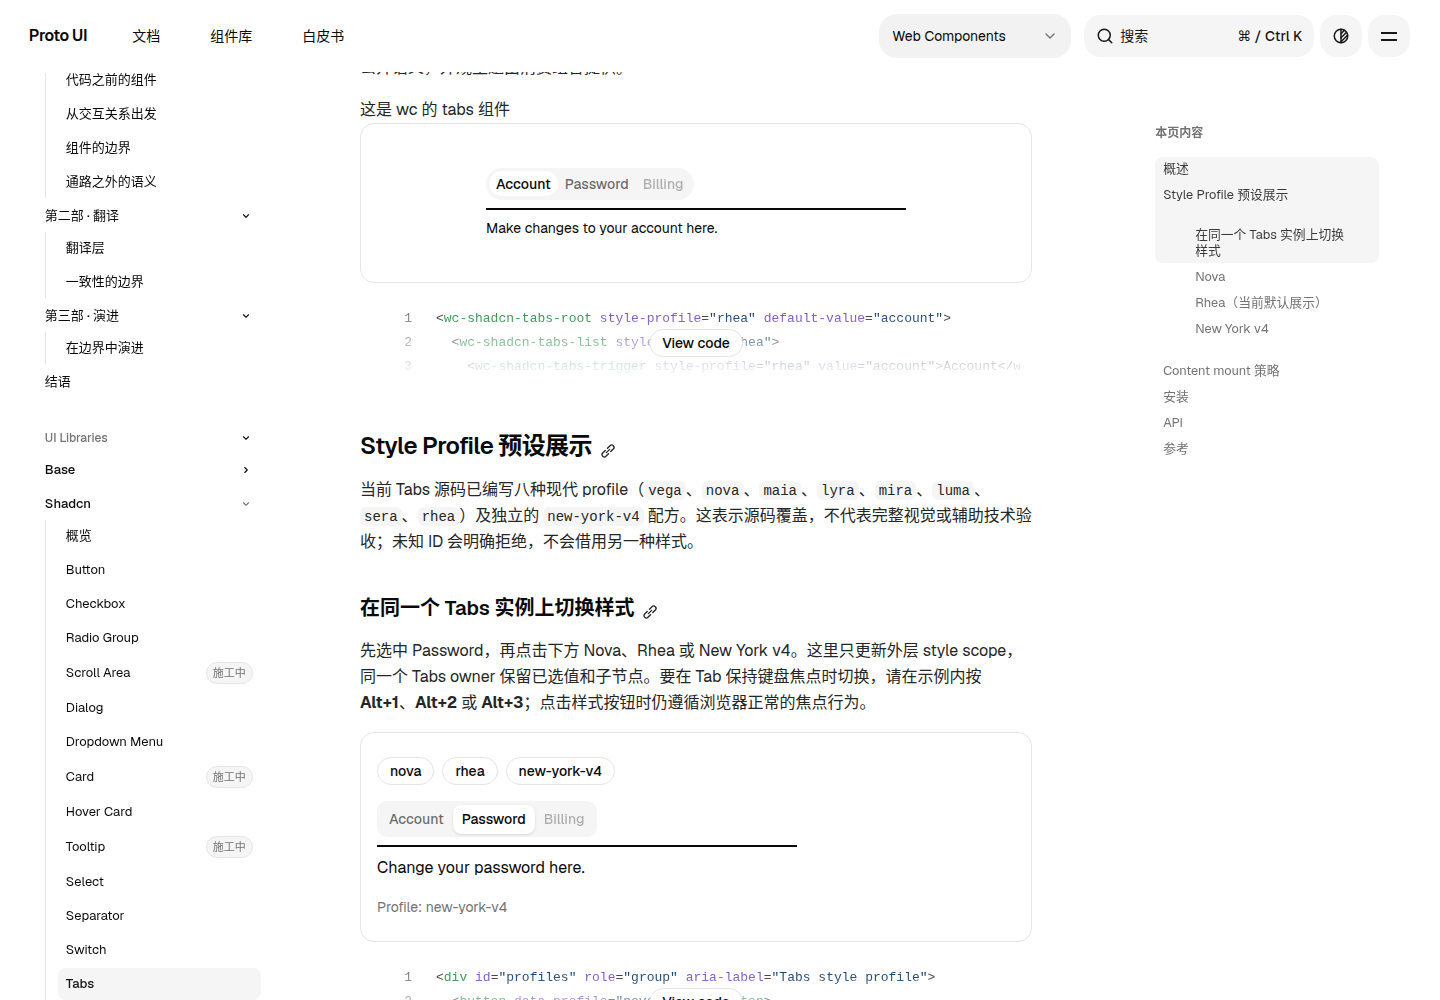 Proto UI
文档
组件库
白皮书
Web Components
搜索
⌘ / Ctrl K
代码之前的组件
从交互关系出发
组件的边界
通路之外的语义
第二部 · 翻译
翻译层
一致性的边界
第三部 · 演进
在边界中演进
结语
UI Libraries
Base
Shadcn
概览
Button
Checkbox
Radio Group
Scroll Area 施工中
Dialog
Dropdown Menu
Card 施工中
Hover Card
Tooltip 施工中
Select
Separator
Switch
Tabs
这是 wc 的 tabs 组件
Account Password Billing
Make changes to your account here.
1 <wc-shadcn-tabs-root style-profile="rhea" default-value="account">
2 <wc-shadcn-tabs-list style hea">
View code
3 <wc-shadcn-tabs-trigger style-profile="rhea" value="account">Account</w
Style Profile 预设展示
当前 Tabs 源码已编写八种现代 profile（ vega 、 nova 、 maia 、 lyra 、 mira 、 luma 、
sera 、 rhea ）及独立的 new-york-v4 配方。这表示源码覆盖，不代表完整视觉或辅助技术验
收；未知 ID 会明确拒绝，不会借用另一种样式。
在同一个 Tabs 实例上切换样式
先选中 Password，再点击下方 Nova、Rhea 或 New York v4。这里只更新外层 style scope，
同一个 Tabs owner 保留已选值和子节点。要在 Tab 保持键盘焦点时切换，请在示例内按
Alt+1、Alt+2 或 Alt+3；点击样式按钮时仍遵循浏览器正常的焦点行为。
nova rhea new-york-v4
Account Password Billing
Change your password here.
Profile: new-york-v4
1 <div id="profiles" role="group" aria-label="Tabs style profile">
本页内容
概述
Style Profile 预设展示
在同一个 Tabs 实例上切换
样式
Nova
Rhea（当前默认展示）
New York v4
Content mount 策略
安装
API
参考